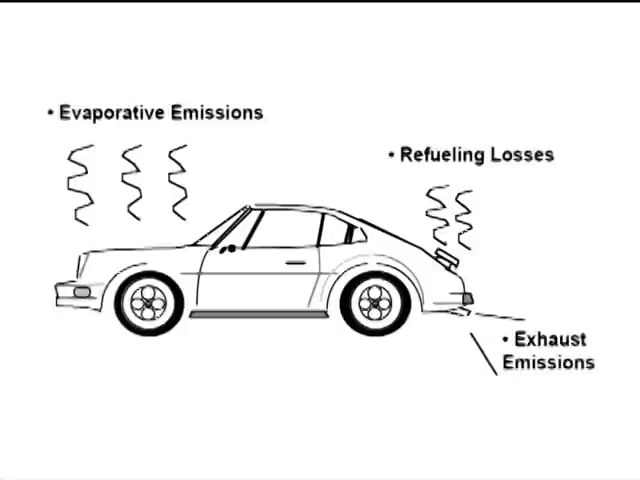 • Evaporative Emissions
• Refueling Losses
• Exhaust
Emissions